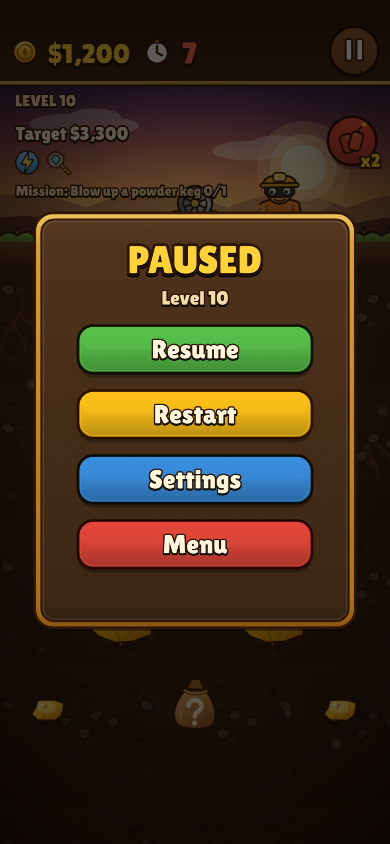 $1,200 7
LEVEL 10
Target $3,300
x2
Mission: Blow up a powder keg 0/1
PAUSED
Level 10
Resume
Restart
Settings
Menu
?